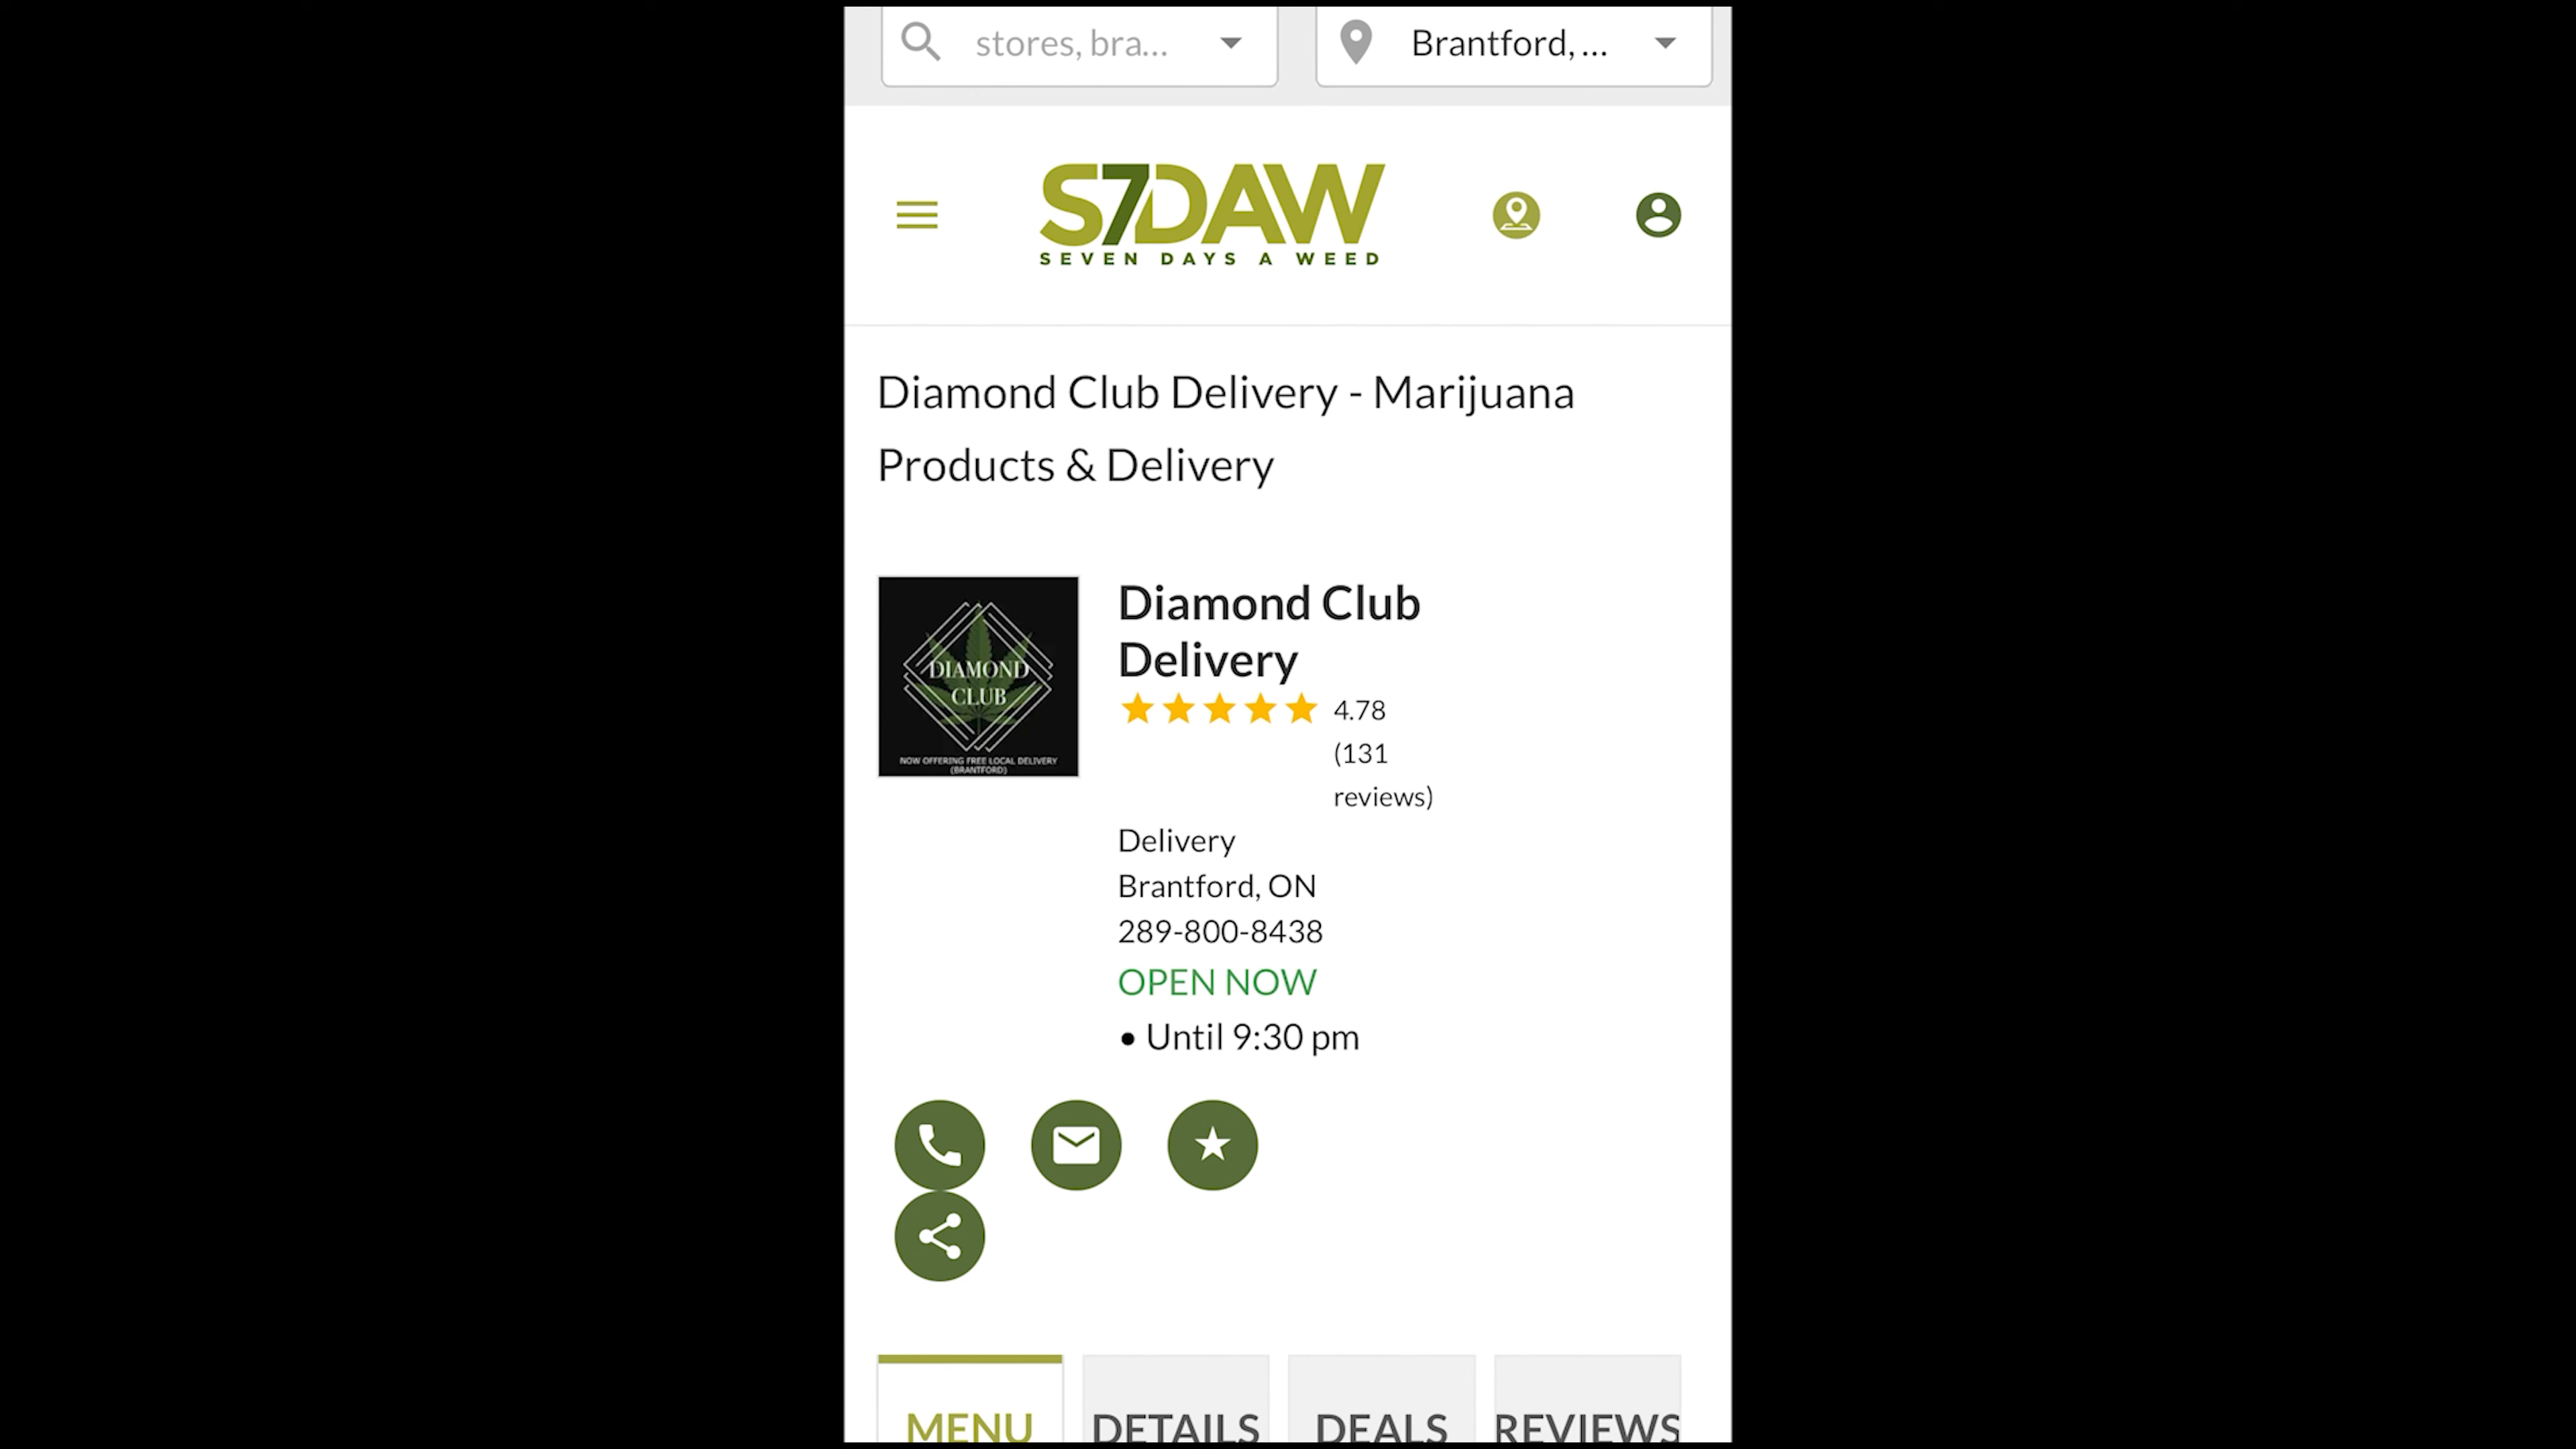 stores, bra...
Brantford, ...
S7DAW
SEVEN DAYS A WEED
Diamond Club Delivery - Marijuana
Products & Delivery
DIAMOND
CLUB
NOW OFFERING FREE LOCAL DELIVERY
(BRANTFORD)
Diamond Club
Delivery
4.78
(131
reviews)
Delivery
Brantford, ON
289-800-8438
OPEN NOW
• Until 9:30 pm
MENU
DETAILS
DEALS
REVIEWS